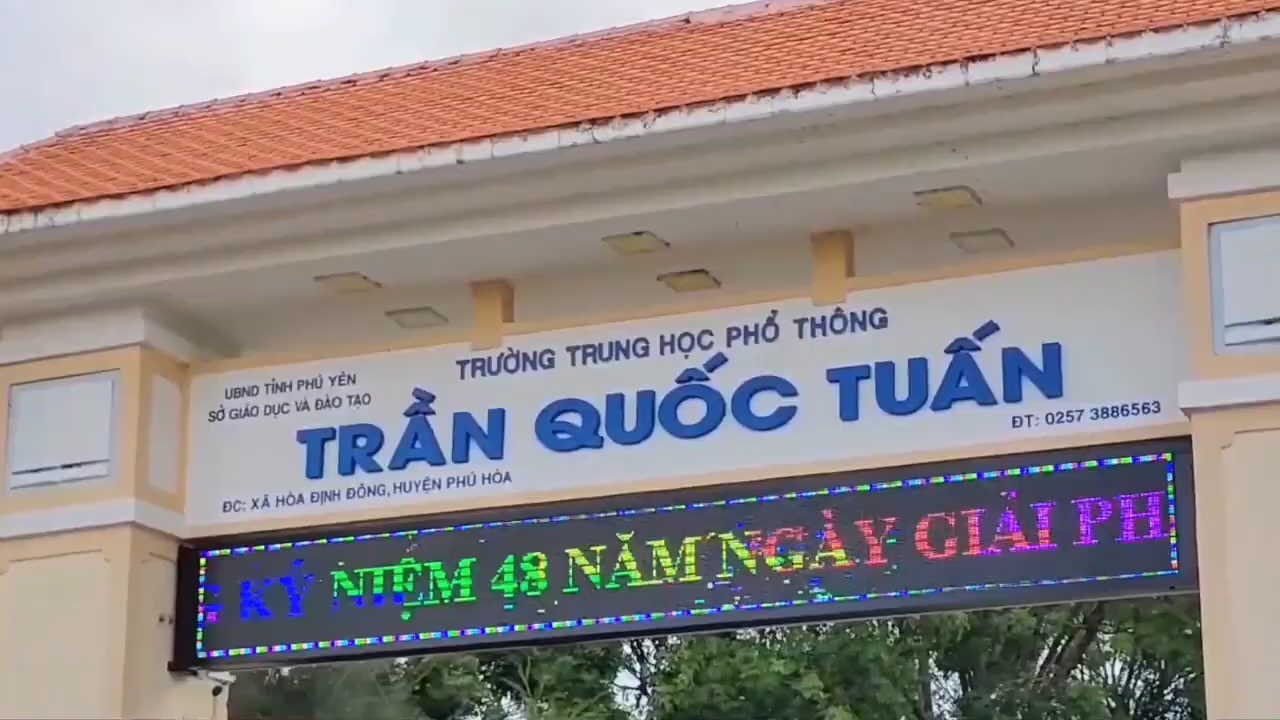 UBND TỈNH PHÚ YÊN
SỞ GIÁO DỤC VÀ ĐÀO TẠO
TRƯỜNG TRUNG HỌC PHỔ THÔNG
TRẦN QUỐC TUẤN
ĐC: XÃ HÒA ĐỊNH ĐÔNG, HUYỆN PHÚ HÒA
ĐT: 0257 3886563
KỶ NIỆM 48 NĂM NGÀY GIẢI PH